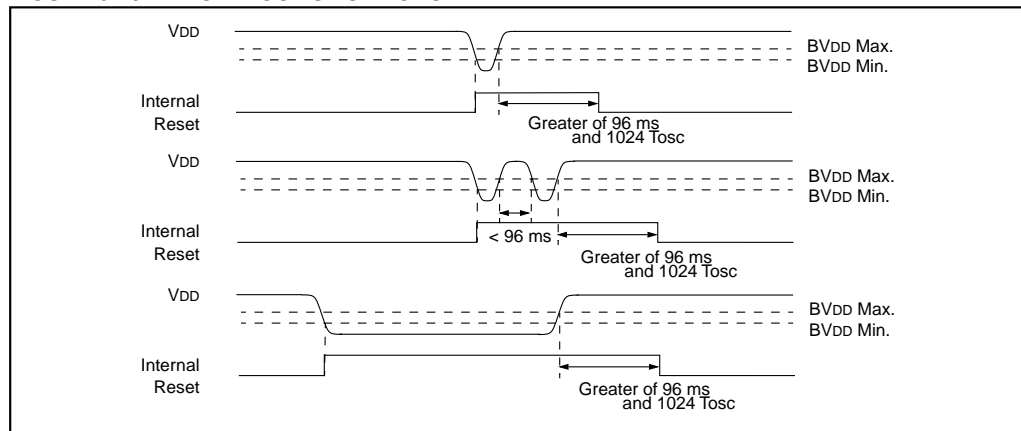 VDD
BVDD Max.
BVDD Min.
Internal
Reset
Greater of 96 ms
and 1024 Tosc
VDD
BVDD Max.
BVDD Min.
Internal
Reset
< 96 ms
Greater of 96 ms
and 1024 Tosc
VDD
BVDD Max.
BVDD Min.
Internal
Reset
Greater of 96 ms
and 1024 Tosc